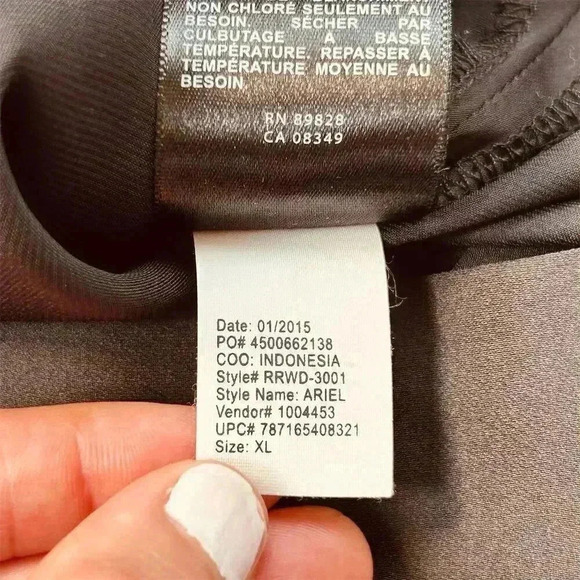 NON CHLORÉ SEULEMENT AU
BESOIN. SÉCHER PAR
CULBUTAGE A BASSE
TEMPÉRATURE. REPASSER À
TEMPÉRATURE MOYENNE AU
BESOIN.
RN 89828
CA 08349
Date: 01/2015
PO# 4500662138
COO: INDONESIA
Style# RRWD-3001
Style Name: ARIEL
Vendor# 1004453
UPC# 787165408321
Size: XL